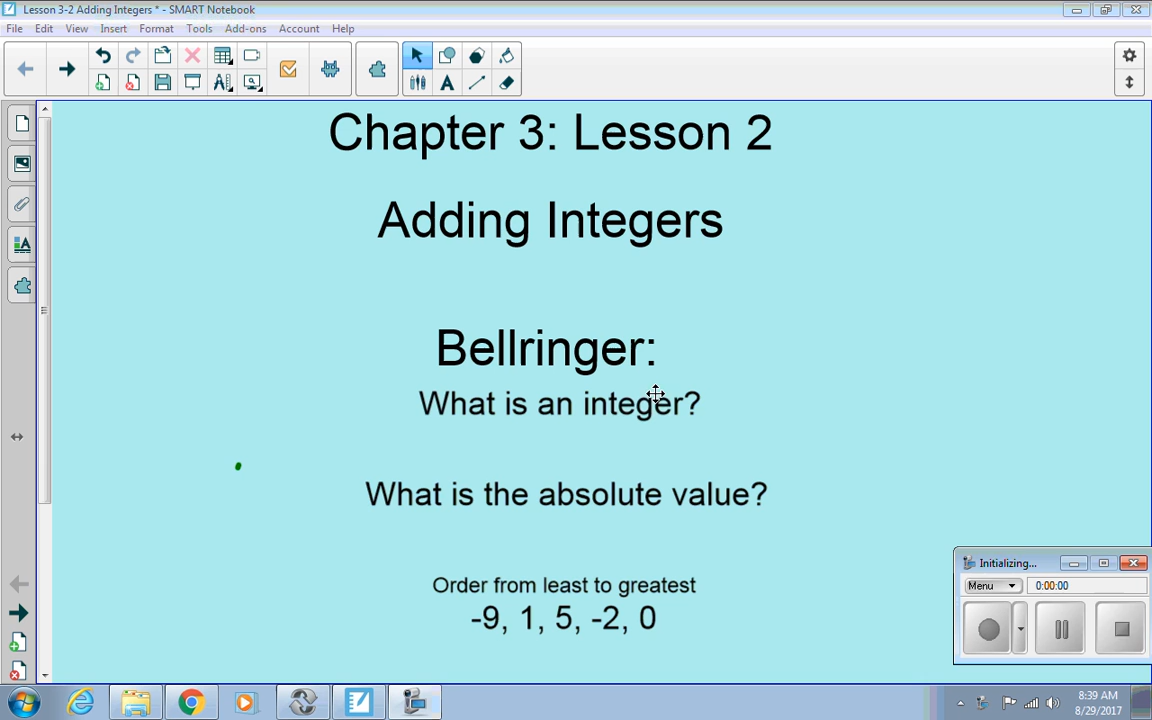 Lesson 3-2 Adding Integers * - SMART Notebook
File Edit View Insert Format Tools Add-ons Account Help
Chapter 3: Lesson 2
Adding Integers
Bellringer:
What is an integer?
What is the absolute value?
Order from least to greatest
-9, 1, 5, -2, 0
Initializing...
Menu 0:00:00
8:39 AM
8/29/2017